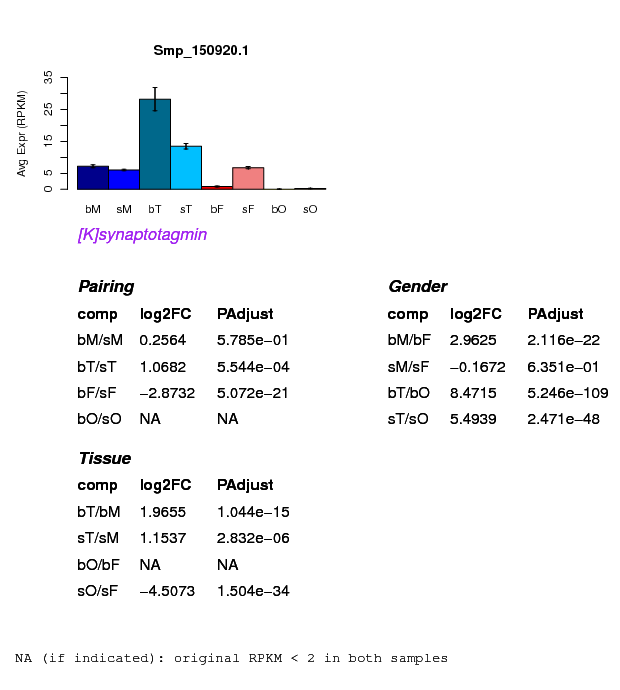 Smp_150920.1
Avg Expr (RPKM)
35
25
15
5
0
bM sM bT sT bF sF bO sO
[K]synaptotagmin
Pairing
comp log2FC PAdjust
bM/sM 0.2564 5.785e−01
bT/sT 1.0682 5.544e−04
bF/sF −2.8732 5.072e−21
bO/sO NA NA
Gender
comp log2FC PAdjust
bM/bF 2.9625 2.116e−22
sM/sF −0.1672 6.351e−01
bT/bO 8.4715 5.246e−109
sT/sO 5.4939 2.471e−48
Tissue
comp log2FC PAdjust
bT/bM 1.9655 1.044e−15
sT/sM 1.1537 2.832e−06
bO/bF NA NA
sO/sF −4.5073 1.504e−34
NA (if indicated): original RPKM < 2 in both samples